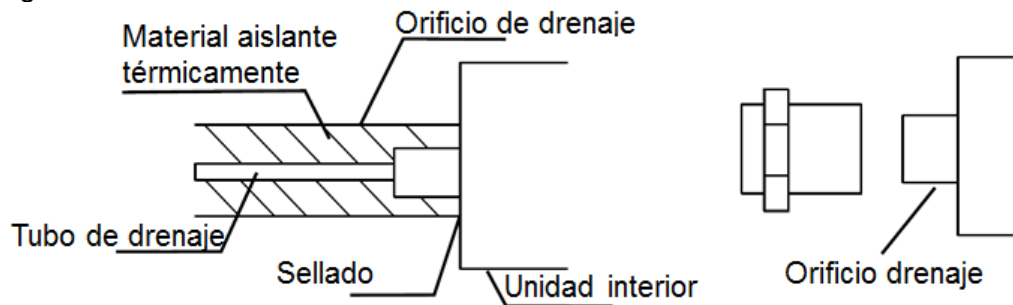 Material aislante
térmicamente
Orificio de drenaje
Tubo de drenaje
Sellado
Unidad interior
Orificio drenaje